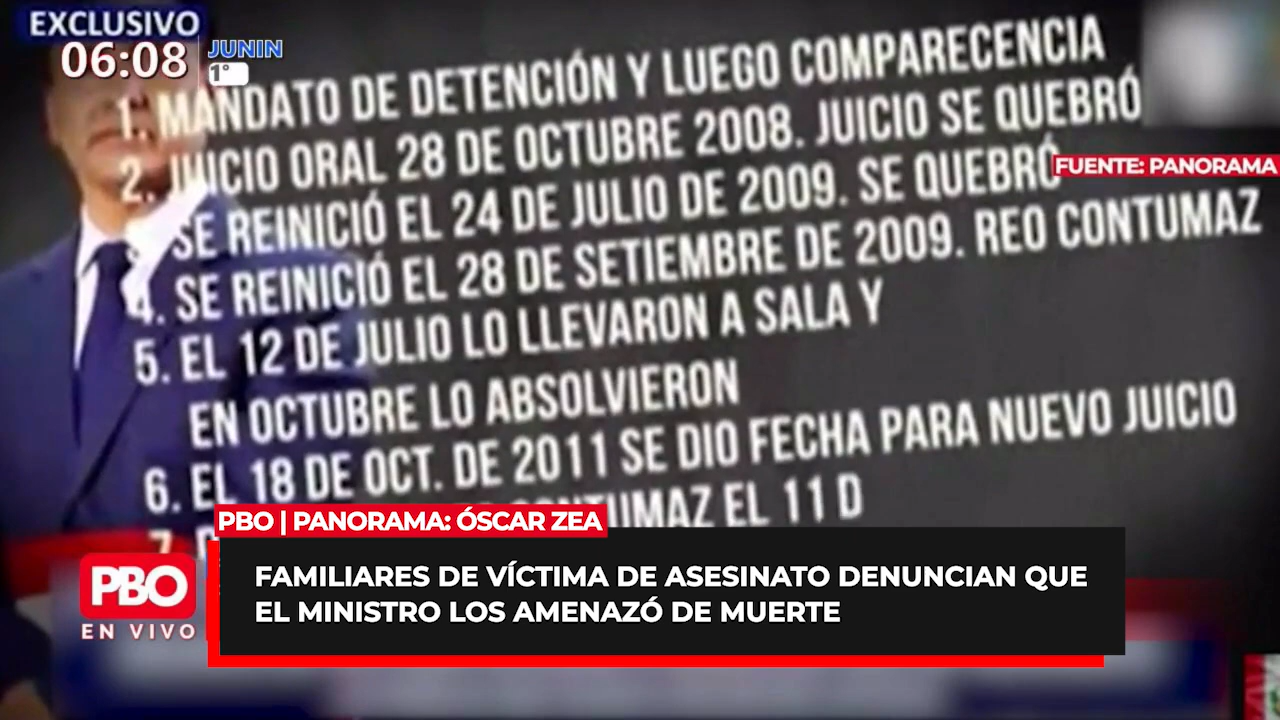 EXCLUSIVO
06:08
JUNIN
1°
1. MANDATO DE DETENCIÓN Y LUEGO COMPARECENCIA
2. JUICIO ORAL 28 DE OCTUBRE 2008. JUICIO SE QUEBRÓ
FUENTE: PANORAMA
SE REINICIÓ EL 24 DE JULIO DE 2009. SE QUEBRÓ
4. SE REINICIÓ EL 28 DE SETIEMBRE DE 2009. REO CONTUMAZ
5. EL 12 DE JULIO LO LLEVARON A SALA Y
EN OCTUBRE LO ABSOLVIERON
6. EL 18 DE OCT. DE 2011 SE DIO FECHA PARA NUEVO JUICIO
7. CONTUMAZ EL 11 D
PBO | PANORAMA: ÓSCAR ZEA
FAMILIARES DE VÍCTIMA DE ASESINATO DENUNCIAN QUE
EL MINISTRO LOS AMENAZÓ DE MUERTE
PBO
EN VIVO